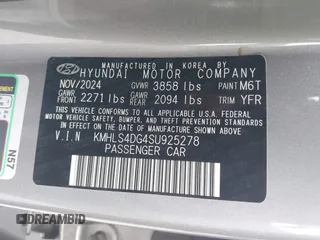 MANUFACTURED IN KOREA BY
HYUNDAI MOTOR COMPANY
NOV/2024 GVWR 3858 lbs PAINT M6T
GAWR FRONT 2271 lbs GAWR REAR 2094 lbs TRIM YFR
THIS VEHICLE CONFORMS TO ALL APPLICABLE U.S.A. FEDERAL
MOTOR VEHICLE SAFETY, BUMPER, AND THEFT PREVENTION
STANDARDS IN EFFECT ON THE DATE OF MANUFACTURE SHOWN ABOVE.
V.I.N. KMHLS4DG4SU925278
PASSENGER CAR
N57